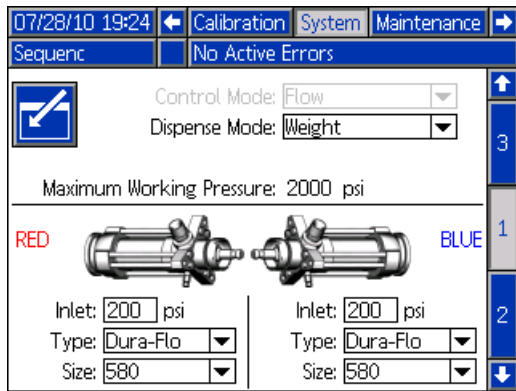 07/28/10 19:24 Calibration System Maintenance
Sequenc No Active Errors
Control Mode: Flow
Dispense Mode: Weight
3
Maximum Working Pressure: 2000 psi
RED BLUE 1
Inlet: 200 psi Inlet: 200 psi 2
Type: Dura-Flo Type: Dura-Flo
Size: 580 Size: 580